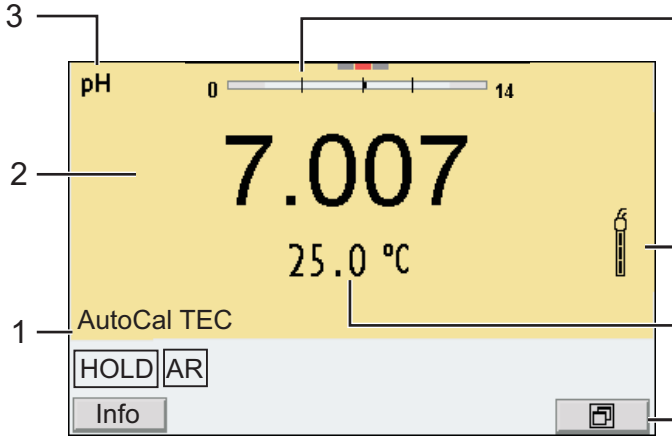 3
pH
0 14
2
7.007
25.0 °C
1
AutoCal TEC
HOLD AR
Info